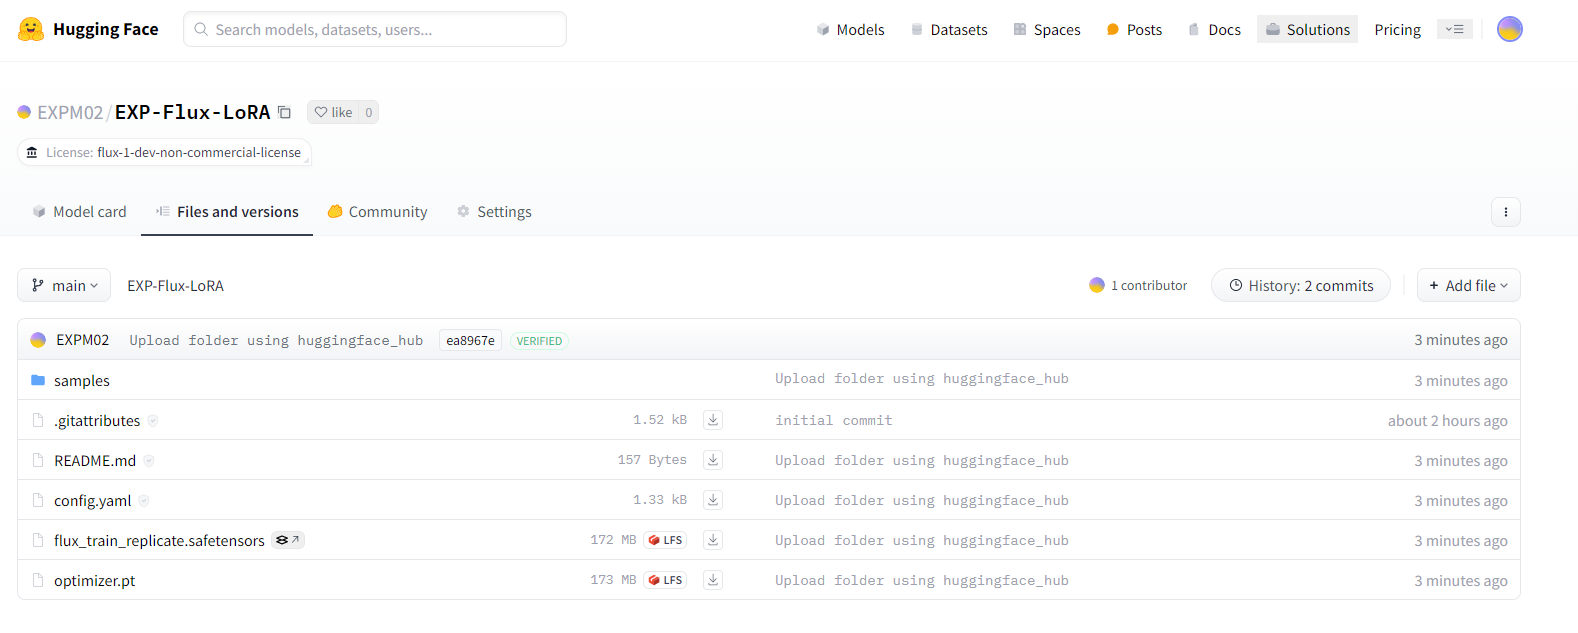 Hugging Face Search models, datasets, users... Models Datasets Spaces Posts Docs Solutions Pricing
EXPM02/EXP-Flux-LoRA like 0
License: flux-1-dev-non-commercial-license
Model card Files and versions Community Settings
main EXP-Flux-LoRA 1 contributor History: 2 commits + Add file
EXPM02 Upload folder using huggingface_hub ea8967e VERIFIED 3 minutes ago
samples Upload folder using huggingface_hub 3 minutes ago
.gitattributes 1.52 kB initial commit about 2 hours ago
README.md 157 Bytes Upload folder using huggingface_hub 3 minutes ago
config.yaml 1.33 kB Upload folder using huggingface_hub 3 minutes ago
flux_train_replicate.safetensors 172 MB LFS Upload folder using huggingface_hub 3 minutes ago
optimizer.pt 173 MB LFS Upload folder using huggingface_hub 3 minutes ago